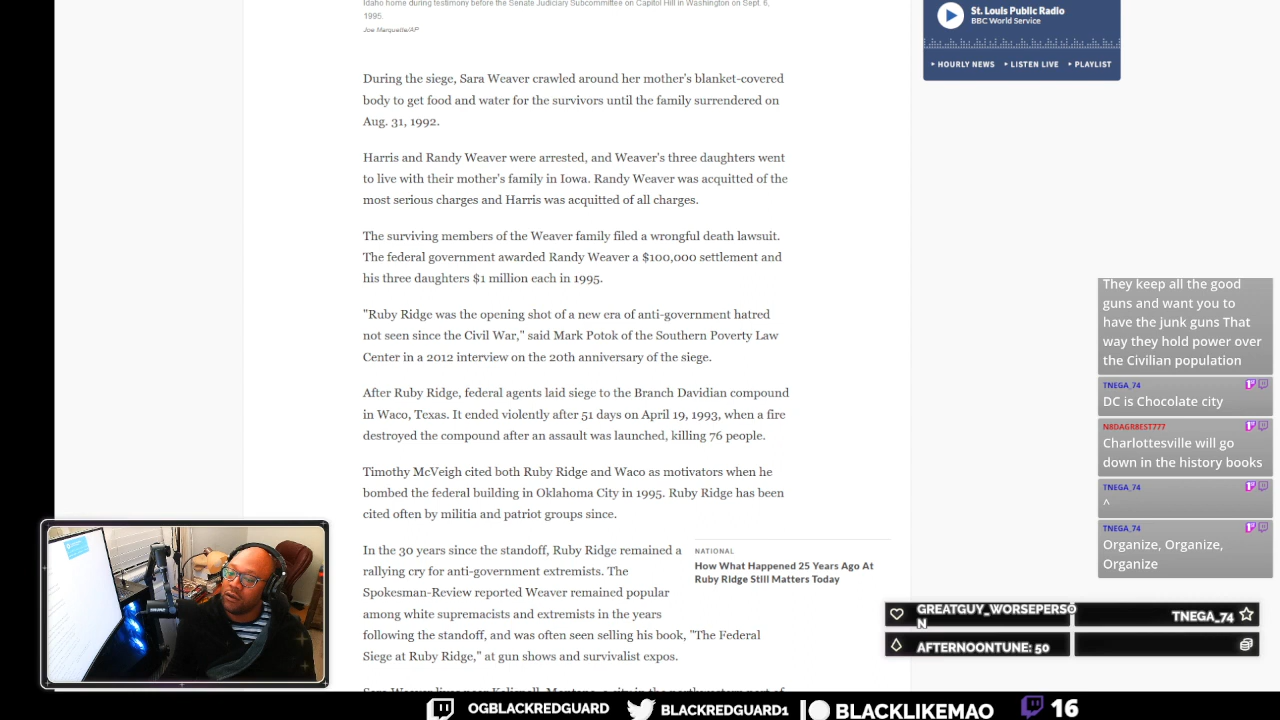 Idaho home during testimony before the Senate Judiciary Subcommittee on Capitol Hill in Washington on Sept. 6,
1995.
Joe Marquette/AP
During the siege, Sara Weaver crawled around her mother's blanket-covered
body to get food and water for the survivors until the family surrendered on
Aug. 31, 1992.
Harris and Randy Weaver were arrested, and Weaver's three daughters went
to live with their mother's family in Iowa. Randy Weaver was acquitted of the
most serious charges and Harris was acquitted of all charges.
The surviving members of the Weaver family filed a wrongful death lawsuit.
The federal government awarded Randy Weaver a $100,000 settlement and
his three daughters $1 million each in 1995.
"Ruby Ridge was the opening shot of a new era of anti-government hatred
not seen since the Civil War," said Mark Potok of the Southern Poverty Law
Center in a 2012 interview on the 20th anniversary of the siege.
After Ruby Ridge, federal agents laid siege to the Branch Davidian compound
in Waco, Texas. It ended violently after 51 days on April 19, 1993, when a fire
destroyed the compound after an assault was launched, killing 76 people.
Timothy McVeigh cited both Ruby Ridge and Waco as motivators when he
bombed the federal building in Oklahoma City in 1995. Ruby Ridge has been
cited often by militia and patriot groups since.
In the 30 years since the standoff, Ruby Ridge remained a
rallying cry for anti-government extremists. The
Spokesman-Review reported Weaver remained popular
among white supremacists and extremists in the years
following the standoff, and was often seen selling his book, "The Federal
Siege at Ruby Ridge," at gun shows and survivalist expos.
Sara Weaver lives near Kalispell, Montana, a city in the northwestern part of
NATIONAL
How What Happened 25 Years Ago At
Ruby Ridge Still Matters Today
St. Louis Public Radio
BBC World Service
HOURLY NEWS
LISTEN LIVE
PLAYLIST
They keep all the good
guns and want you to
have the junk guns That
way they hold power over
the Civilian population
TNEGA_74
DC is Chocolate city
N8DAGR8EST777
Charlottesville will go
down in the history books
TNEGA_74
^
TNEGA_74
Organize, Organize,
Organize
GREATGUY_WORSEPERSO
N
TNEGA_74
AFTERNOONTUNE: 50
OGBLACKREDGUARD
BLACKREDGUARD1
BLACKLIKEMAO
16